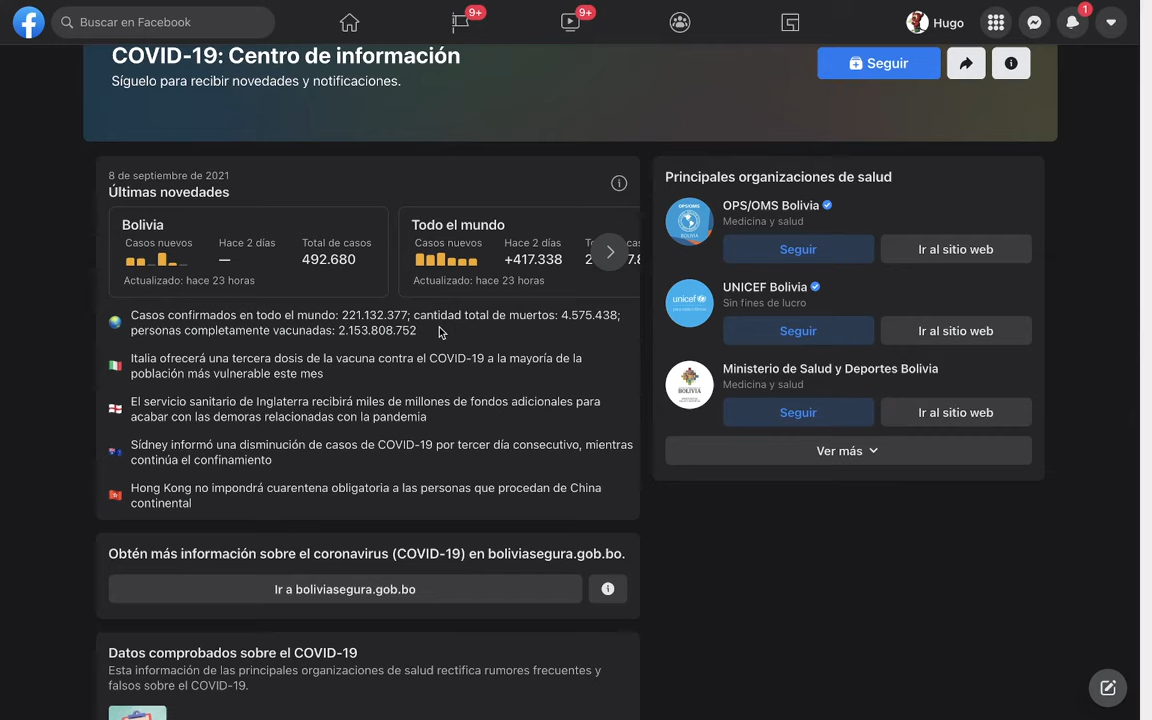 Buscar en Facebook
9+
9+
Hugo
1
COVID-19: Centro de información
Síguelo para recibir novedades y notificaciones.
Seguir
8 de septiembre de 2021
Últimas novedades
Bolivia
Casos nuevos
Hace 2 días
—
Total de casos
492.680
Actualizado: hace 23 horas
Todo el mundo
Casos nuevos
Hace 2 días
+417.338
Actualizado: hace 23 horas
Casos confirmados en todo el mundo: 221.132.377; cantidad total de muertos: 4.575.438;
personas completamente vacunadas: 2.153.808.752
Italia ofrecerá una tercera dosis de la vacuna contra el COVID-19 a la mayoría de la
población más vulnerable este mes
El servicio sanitario de Inglaterra recibirá miles de millones de fondos adicionales para
acabar con las demoras relacionadas con la pandemia
Sídney informó una disminución de casos de COVID-19 por tercer día consecutivo, mientras
continúa el confinamiento
Hong Kong no impondrá cuarentena obligatoria a las personas que procedan de China
continental
Obtén más información sobre el coronavirus (COVID-19) en boliviasegura.gob.bo.
Ir a boliviasegura.gob.bo
Datos comprobados sobre el COVID-19
Esta información de las principales organizaciones de salud rectifica rumores frecuentes y
falsos sobre el COVID-19.
Principales organizaciones de salud
OPS/OMS Bolivia
Medicina y salud
Seguir
Ir al sitio web
unicef
UNICEF Bolivia
Sin fines de lucro
Seguir
Ir al sitio web
BOLIVIA
Ministerio de Salud y Deportes Bolivia
Medicina y salud
Seguir
Ir al sitio web
Ver más